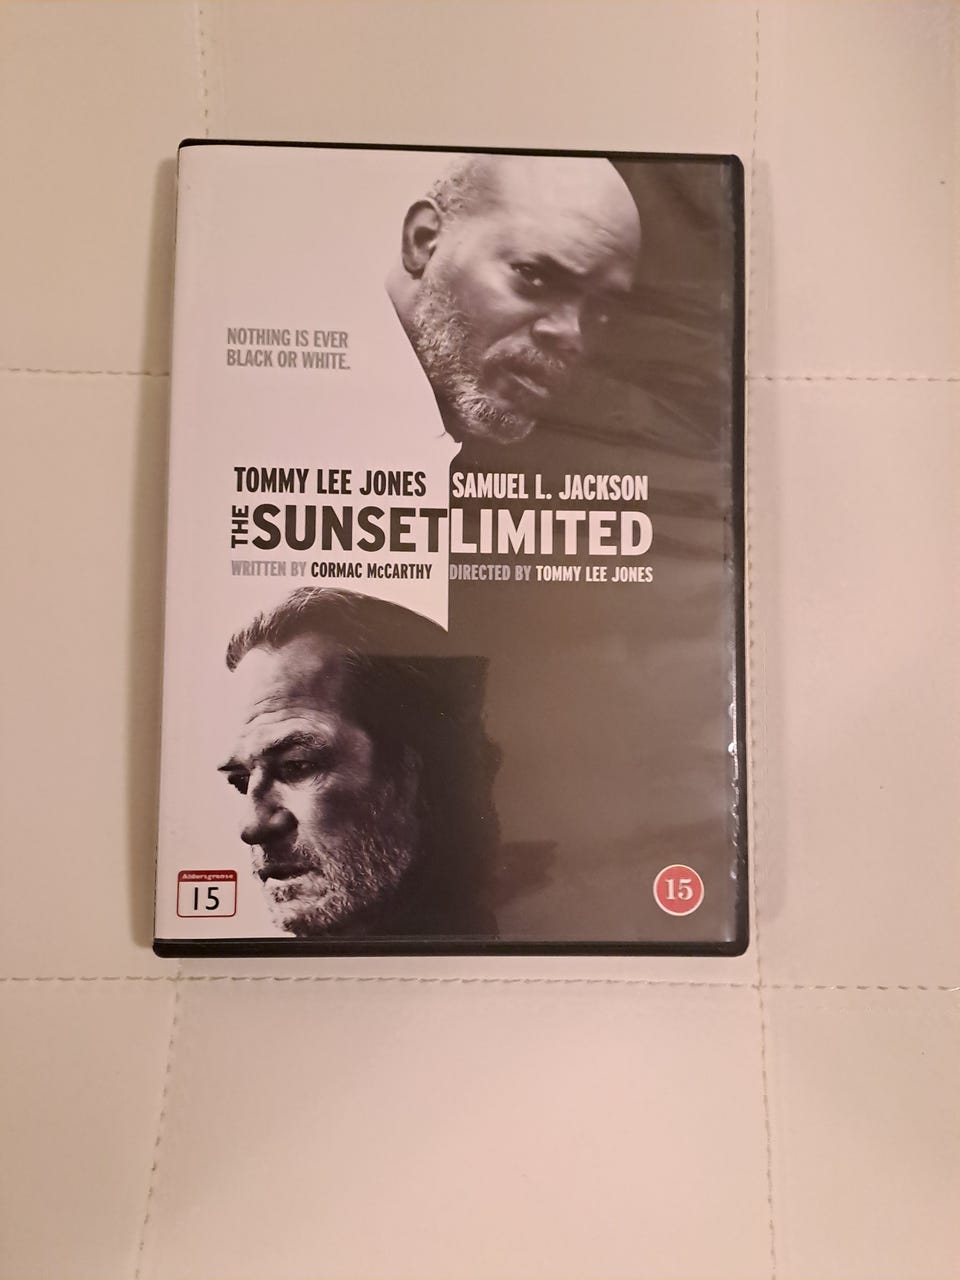 NOTHING IS EVER
BLACK OR WHITE.
TOMMY LEE JONES SAMUEL L. JACKSON
THE SUNSET LIMITED
WRITTEN BY CORMAC McCARTHY DIRECTED BY TOMMY LEE JONES
Aldersgrense
15
15